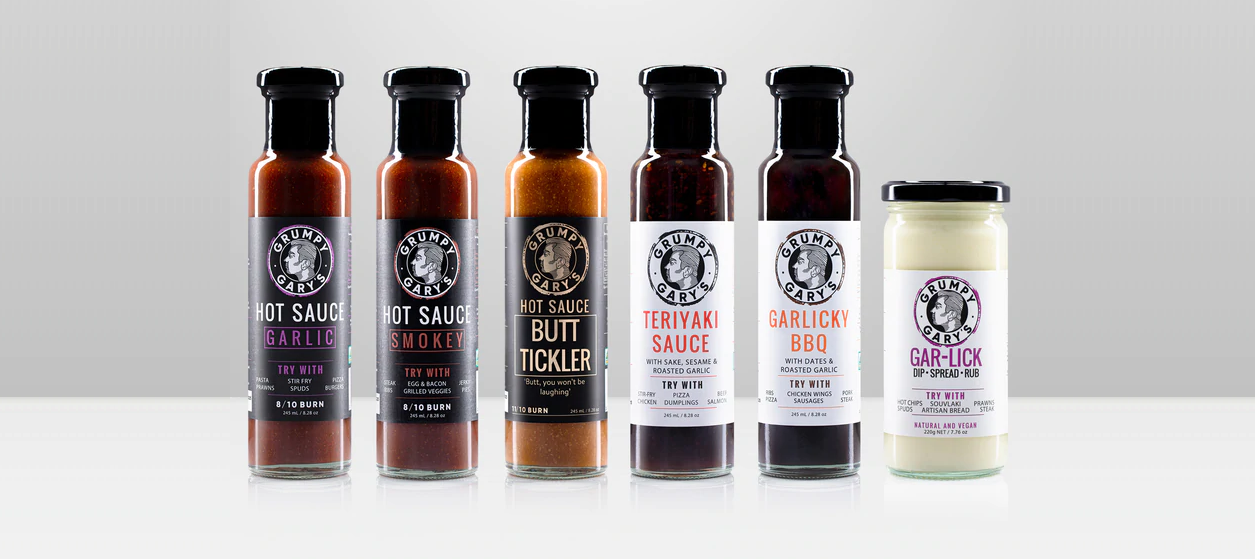 GRUMPY
GARY'S
HOT SAUCE
GARLIC
TRY WITH
PASTA STIR FRY PIZZA
PRAWNS SPUDS BURGERS
8/10 BURN
245 mL / 8.28 oz
GRUMPY
GARY'S
HOT SAUCE
SMOKEY
TRY WITH
STEAK EGG & BACON JERKY
RIBS GRILLED VEGGIES
8/10 BURN
245 mL / 8.28 oz
GRUMPY
GARY'S
HOT SAUCE
BUTT
TICKLER
'Butt, you won't be
laughing'
11/10 BURN 245 mL / 8.28 oz
GRUMPY
GARY'S
TERIYAKI
SAUCE
WITH SAKE, SESAME &
ROASTED GARLIC
TRY WITH
STIR-FRY PIZZA BEEF
CHICKEN DUMPLINGS SALMON
245 mL / 8.28 oz
GRUMPY
GARY'S
GARLICKY
BBQ
WITH DATES &
ROASTED GARLIC
TRY WITH
RIBS CHICKEN WINGS PORK
PIZZA SAUSAGES STEAK
245 mL / 8.28 oz
GRUMPY
GARY'S
GAR-LICK
DIP • SPREAD • RUB
TRY WITH
HOT CHIPS SOUVLAKI PRAWNS
SPUDS ARTISAN BREAD STEAK
NATURAL AND VEGAN
220g NET / 7.76 oz